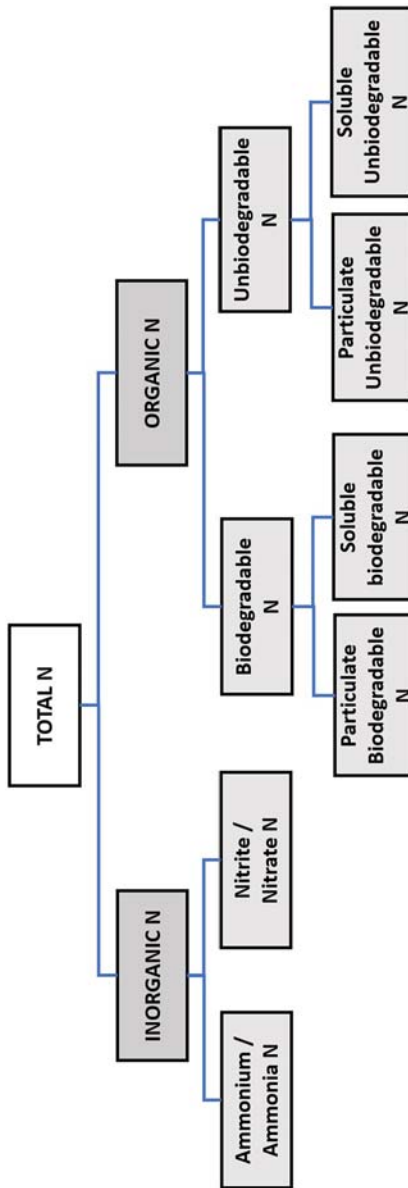 TOTAL N
INORGANIC N
ORGANIC N
Ammonium /
Ammonia N
Nitrite /
Nitrate N
Biodegradable
N
Unbiodegradable
N
Particulate
Biodegradable
N
Soluble
biodegradable
N
Particulate
Unbiodegradable
N
Soluble
Unbiodegradable
N